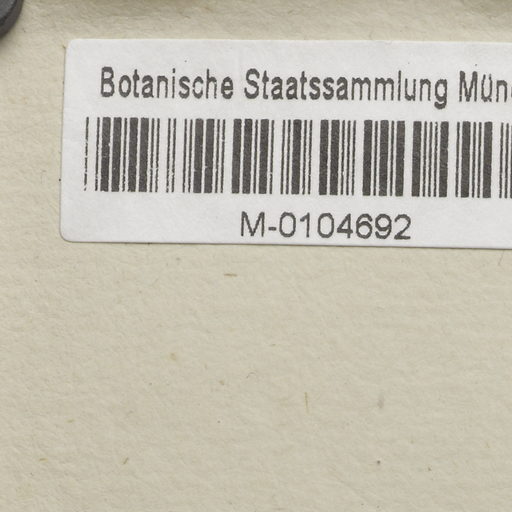 Botanische Staatssammlung Mün
M-0104692